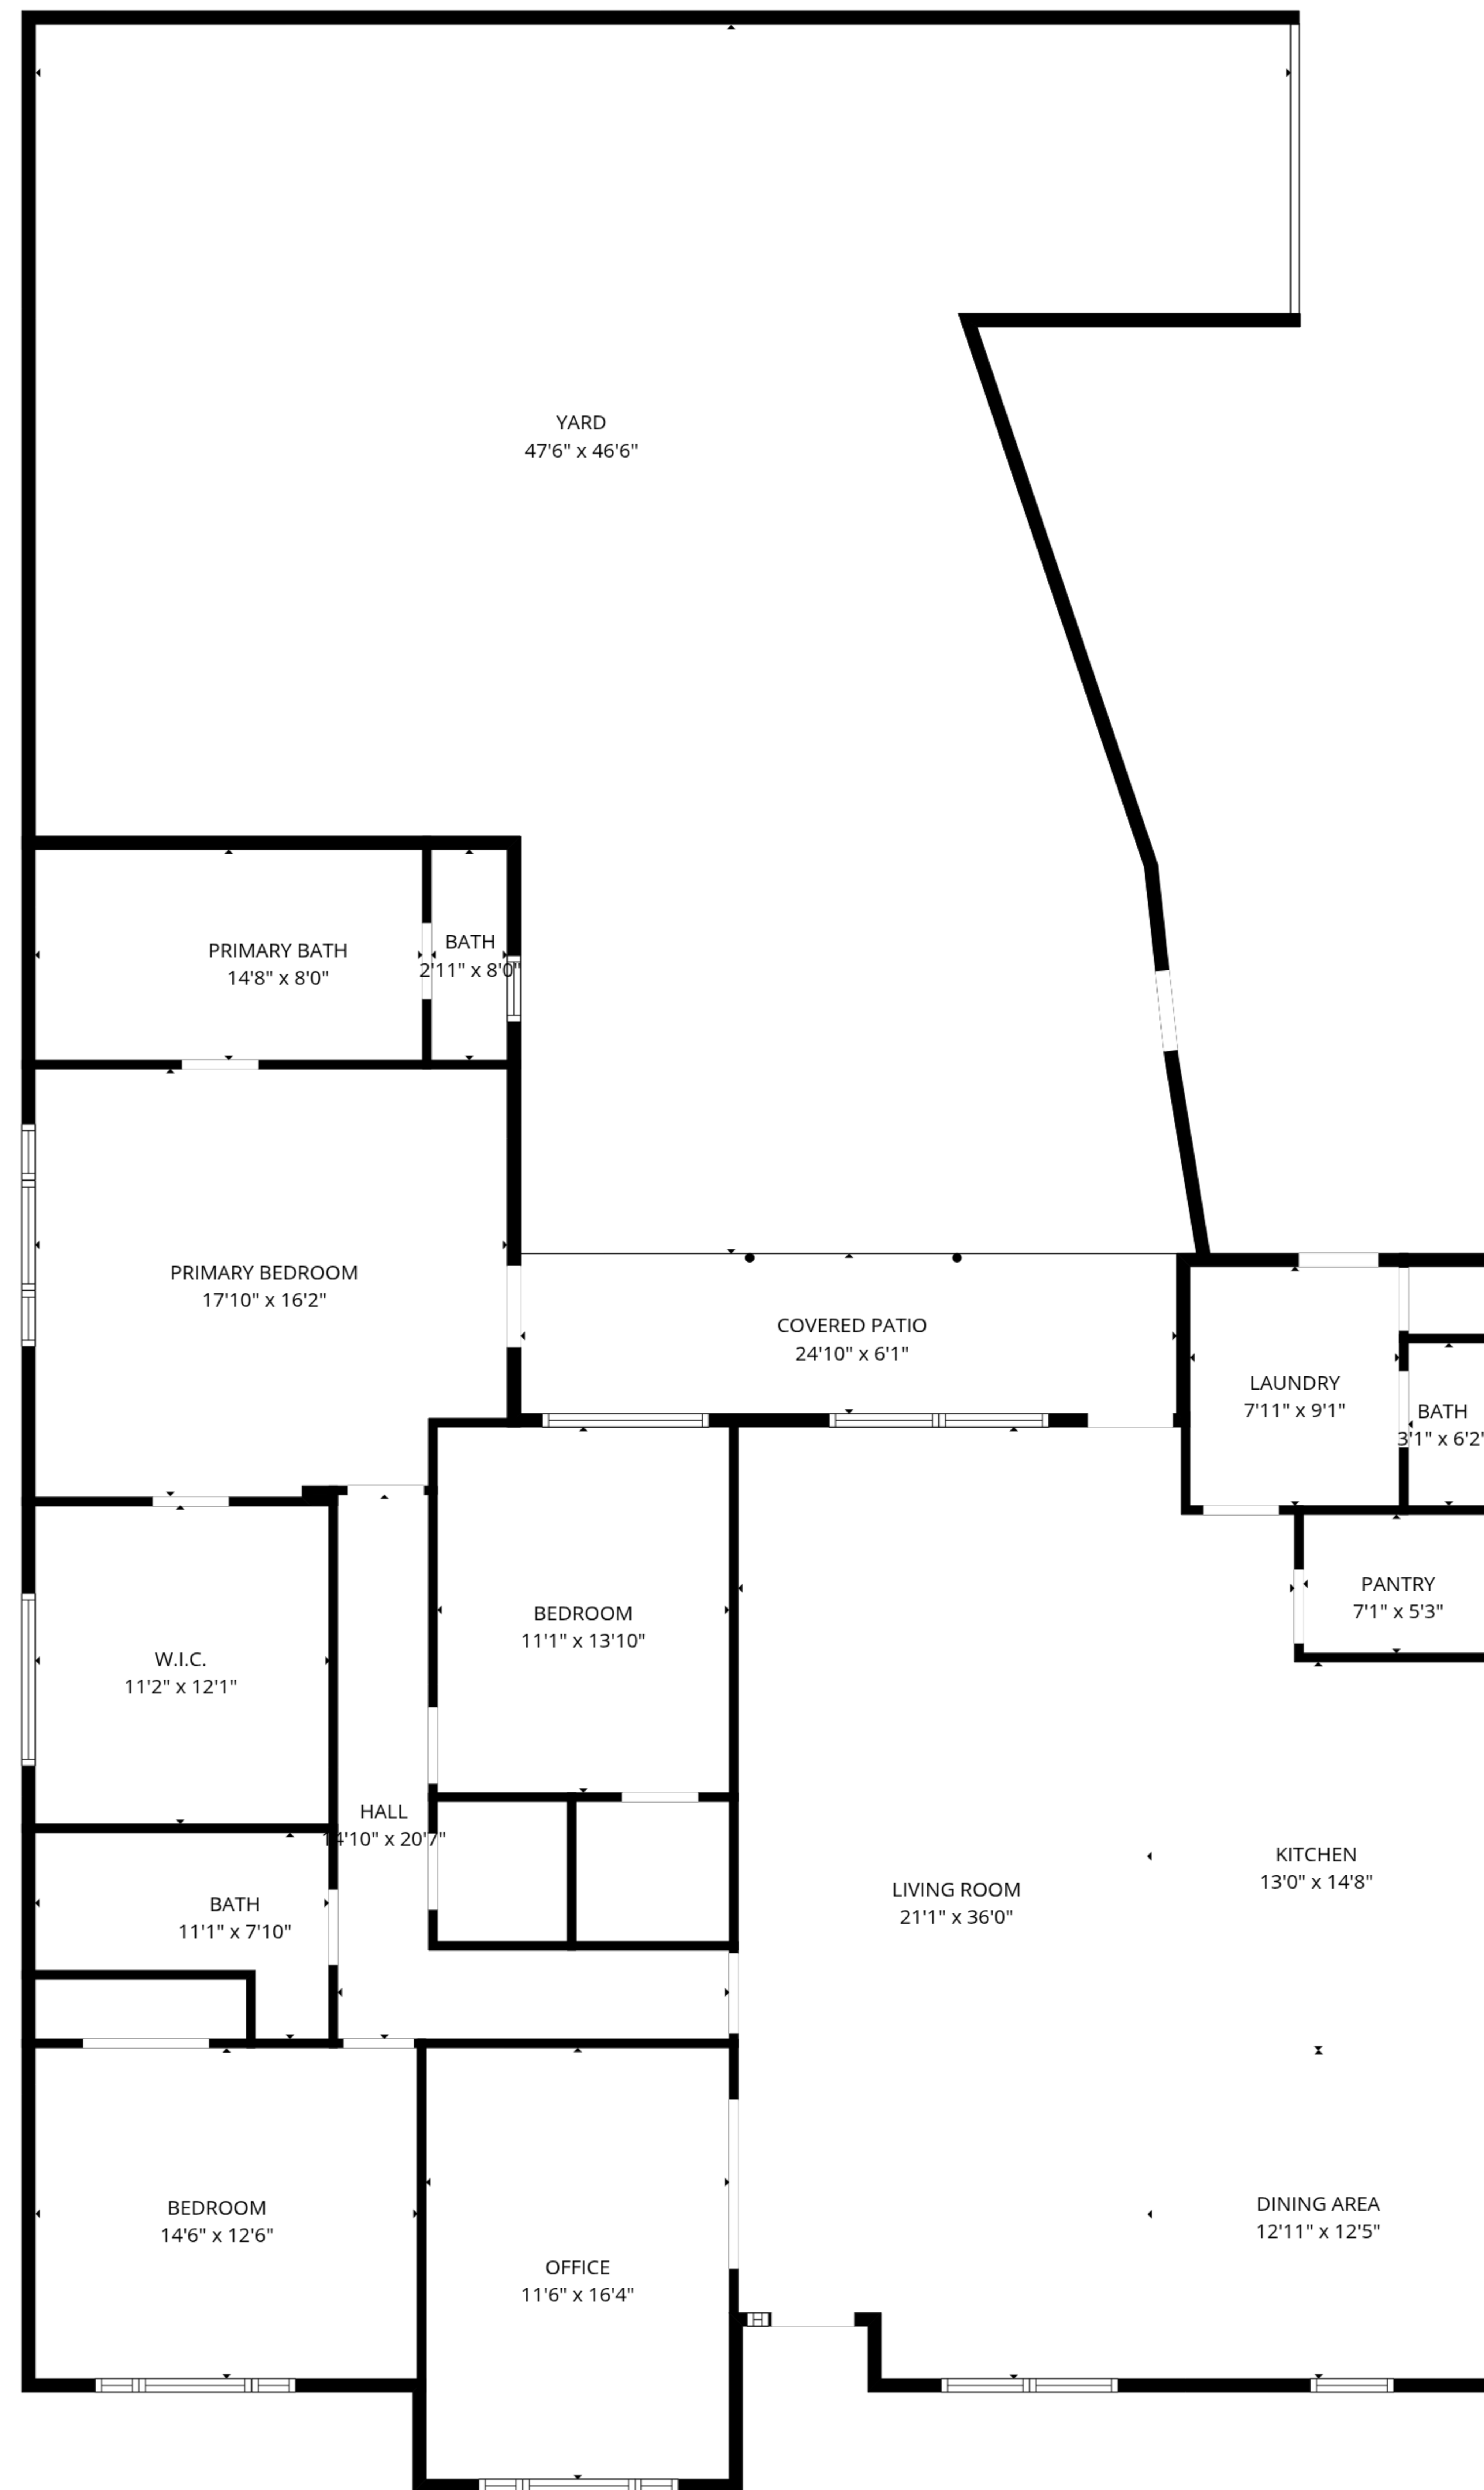 YARD
47'6" x 46'6"
PRIMARY BATH
14'8" x 8'0"
BATH
2'11" x 8'0"
PRIMARY BEDROOM
17'10" x 16'2"
COVERED PATIO
24'10" x 6'1"
LAUNDRY
7'11" x 9'1"
BATH
3'1" x 6'2"
PANTRY
7'1" x 5'3"
BEDROOM
11'1" x 13'10"
W.I.C.
11'2" x 12'1"
HALL
14'10" x 20'7"
KITCHEN
13'0" x 14'8"
LIVING ROOM
21'1" x 36'0"
BATH
11'1" x 7'10"
BEDROOM
14'6" x 12'6"
DINING AREA
12'11" x 12'5"
OFFICE
11'6" x 16'4"